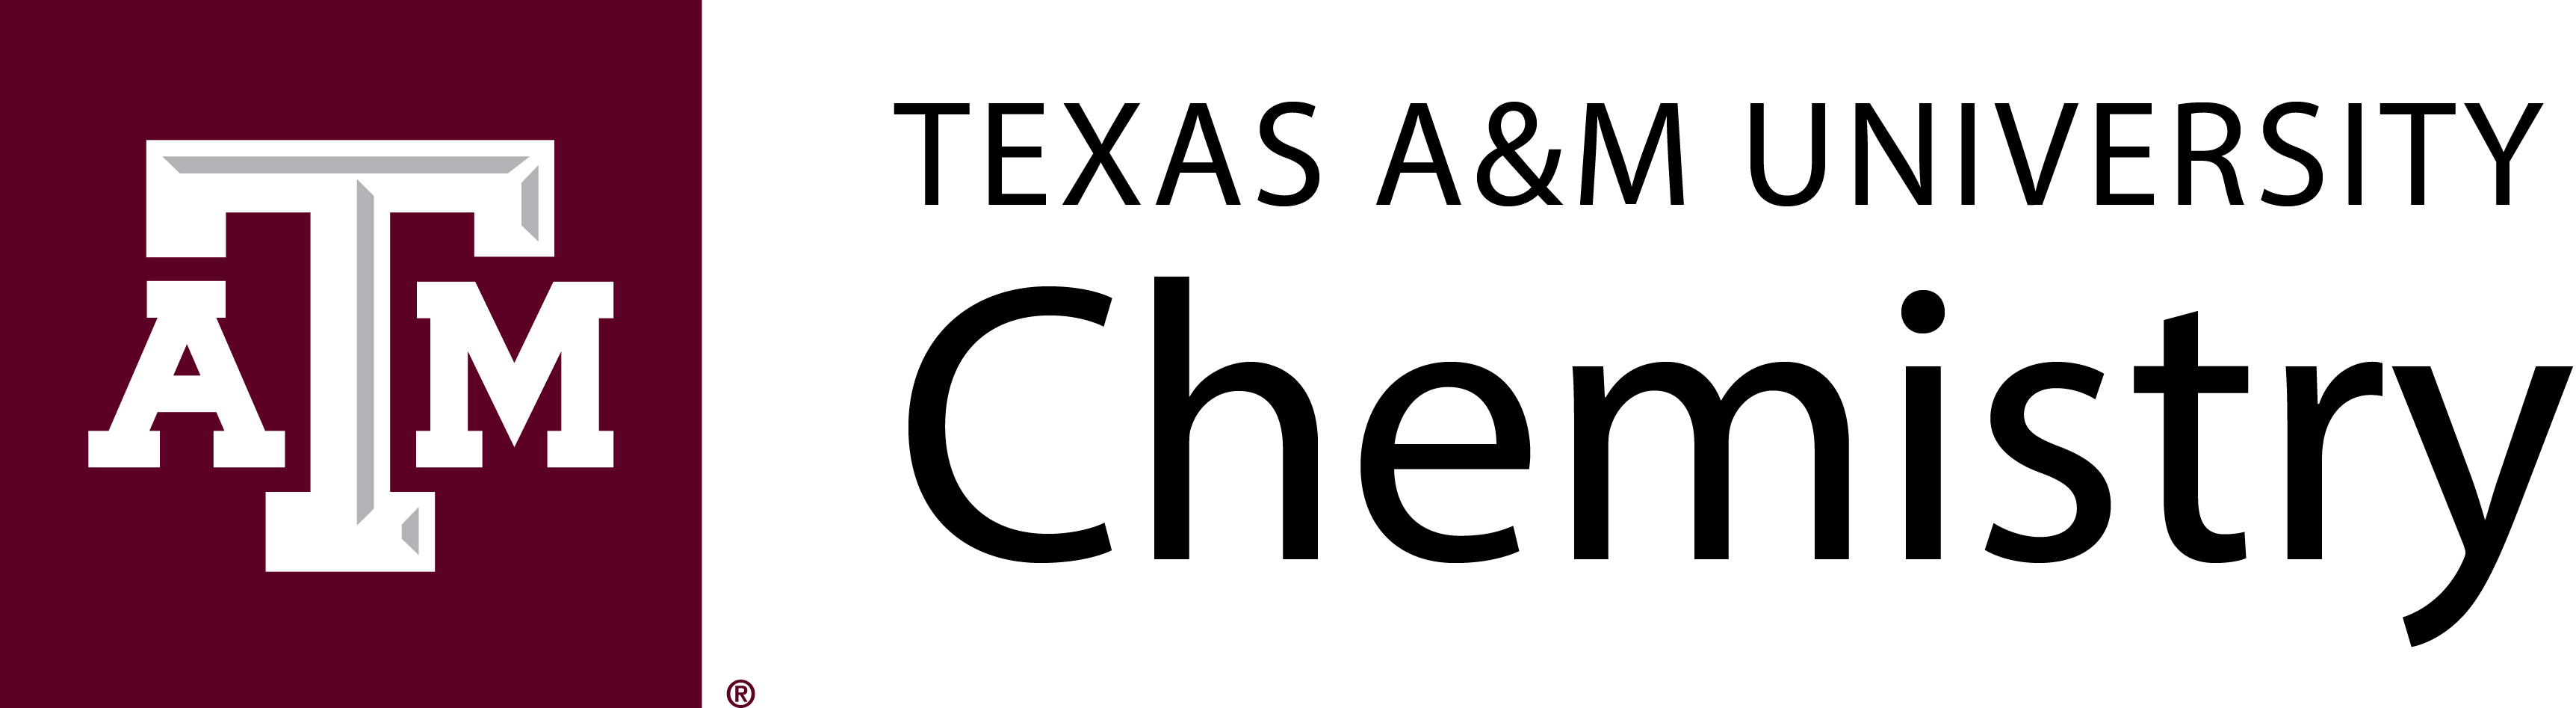 ATM
TEXAS A&M UNIVERSITY
Chemistry
®